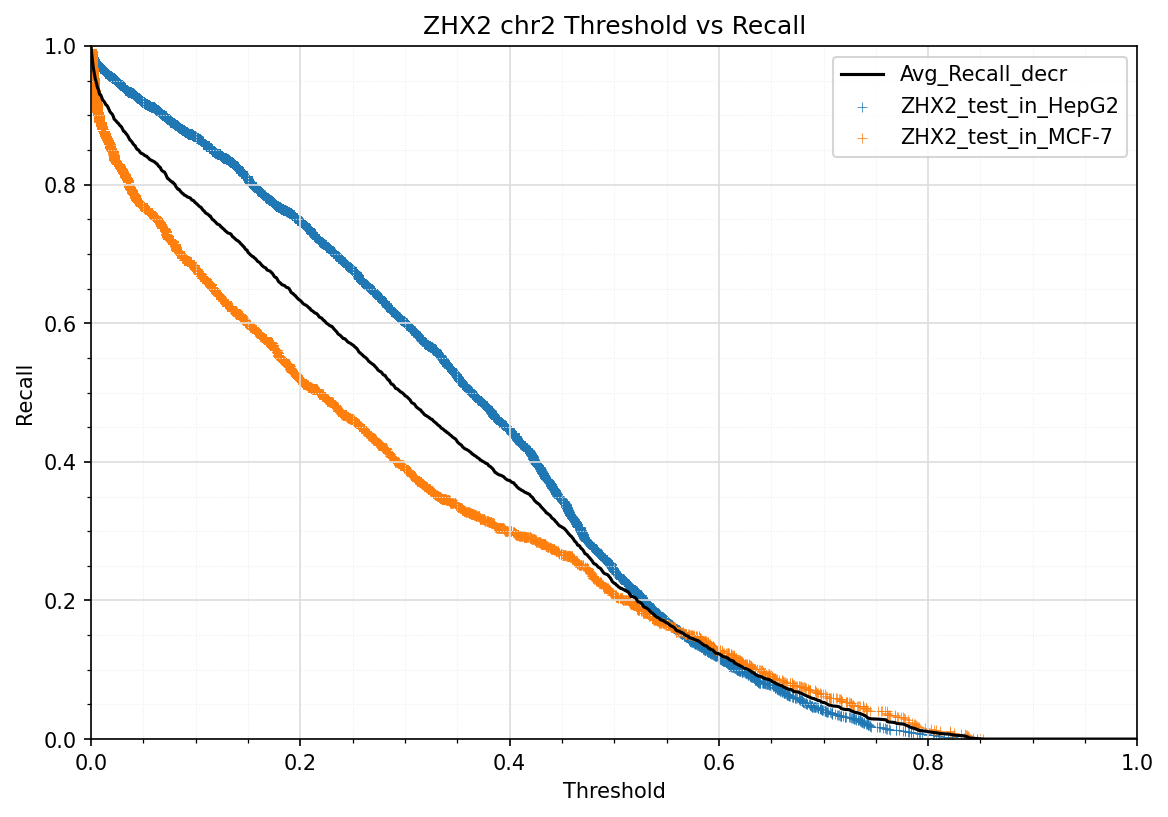 ZHX2 chr2 Threshold vs Recall
Avg_Recall_decr
ZHX2_test_in_HepG2
ZHX2_test_in_MCF-7
Recall
1.0
0.8
0.6
0.4
0.2
0.0
0.0 0.2 0.4 0.6 0.8 1.0
Threshold